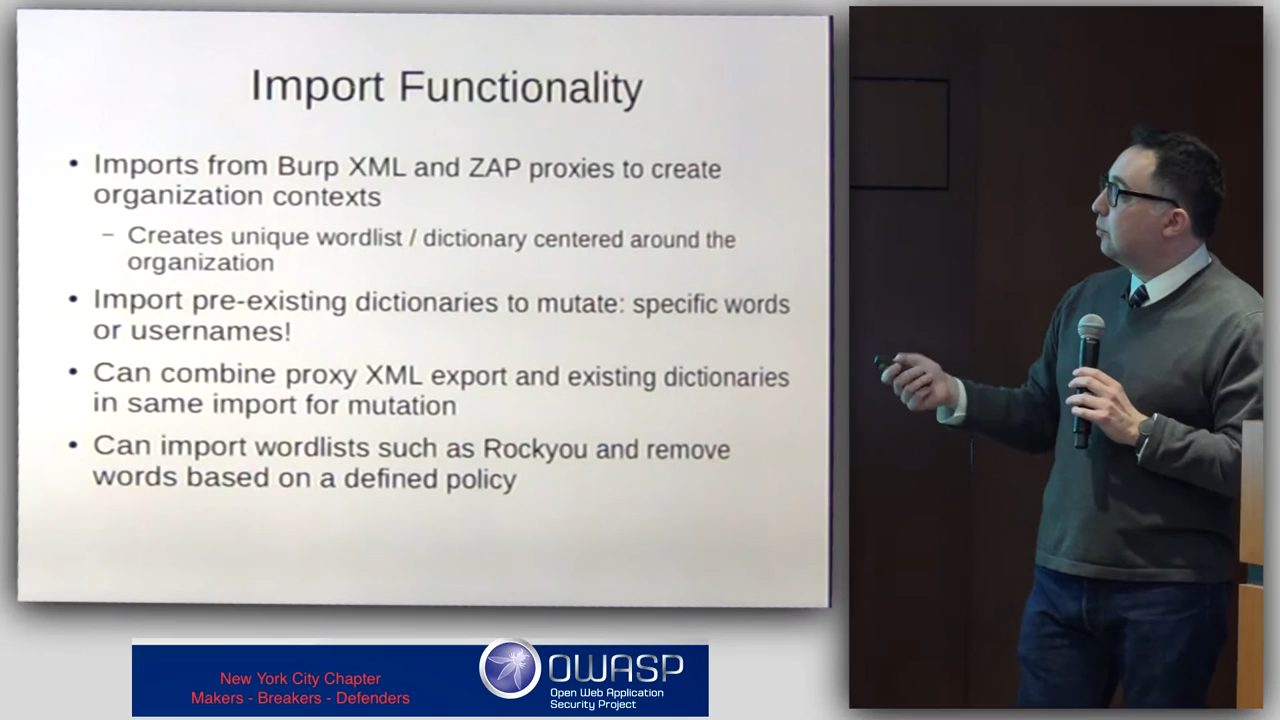 Import Functionality
• Imports from Burp XML and ZAP proxies to create
organization contexts
– Creates unique wordlist / dictionary centered around the
organization
• Import pre-existing dictionaries to mutate: specific words
or usernames!
• Can combine proxy XML export and existing dictionaries
in same import for mutation
• Can import wordlists such as Rockyou and remove
words based on a defined policy
New York City Chapter
Makers - Breakers - Defenders
OWASP
Open Web Application
Security Project